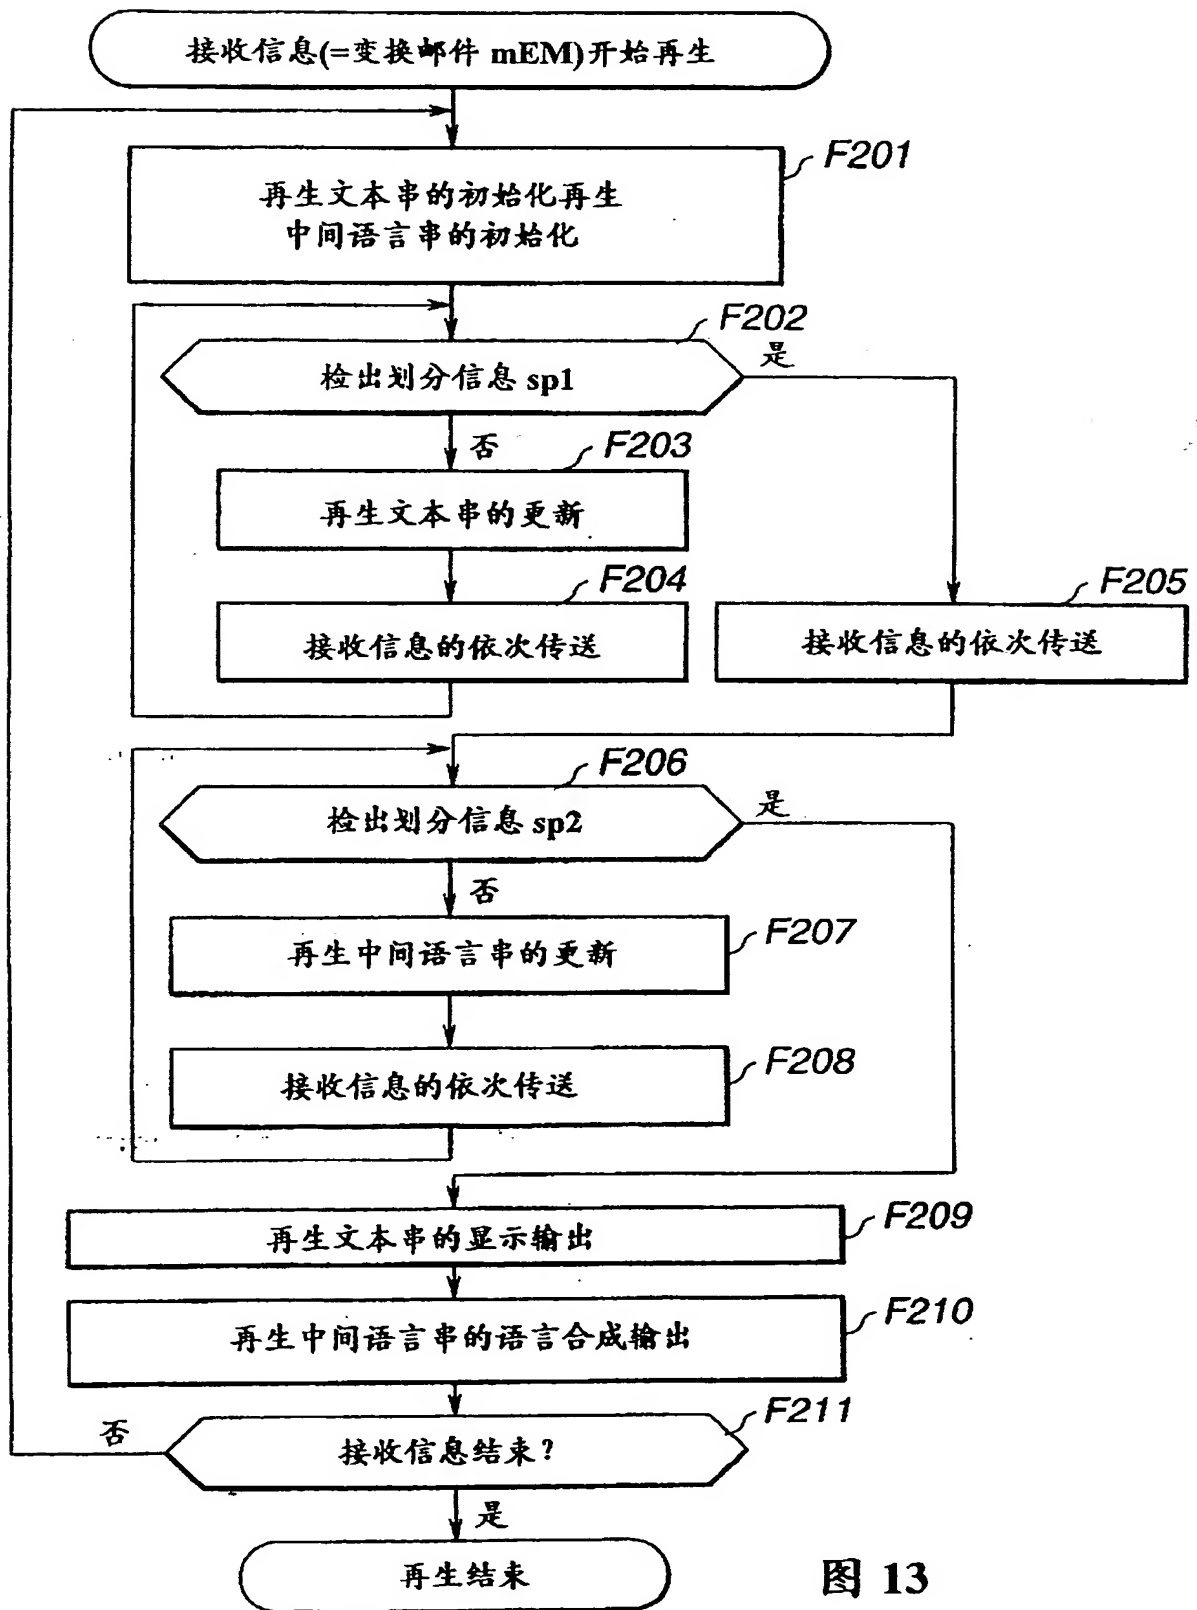 接收信息(=变换邮件 mEM)开始再生
F201
再生文本串的初始化再生
中间语言串的初始化
F202
检出划分信息 sp1
是
否
F203
再生文本串的更新
F204
接收信息的依次传送
F205
接收信息的依次传送
F206
检出划分信息 sp2
是
否
F207
再生中间语言串的更新
F208
接收信息的依次传送
F209
再生文本串的显示输出
F210
再生中间语言串的语言合成输出
F211
否
接收信息结束?
是
再生结束
图 13